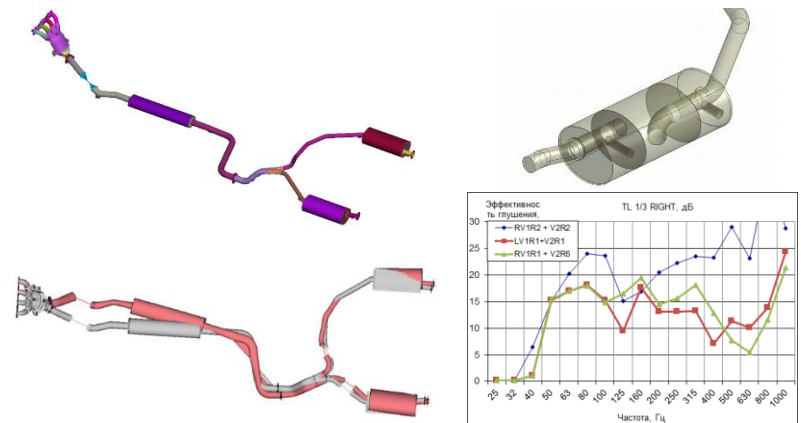 Эффективнос
ть глушения,
TL 1/3 RIGHT, дБ
RV1R2 + V2R2
LV1R1+V2R1
RV1R1 + V2R6
30
25
20
15
10
5
0
25 32 40 50 63 80 100 125 160 200 250 315 400 500 630 800 1000
Частота, Гц